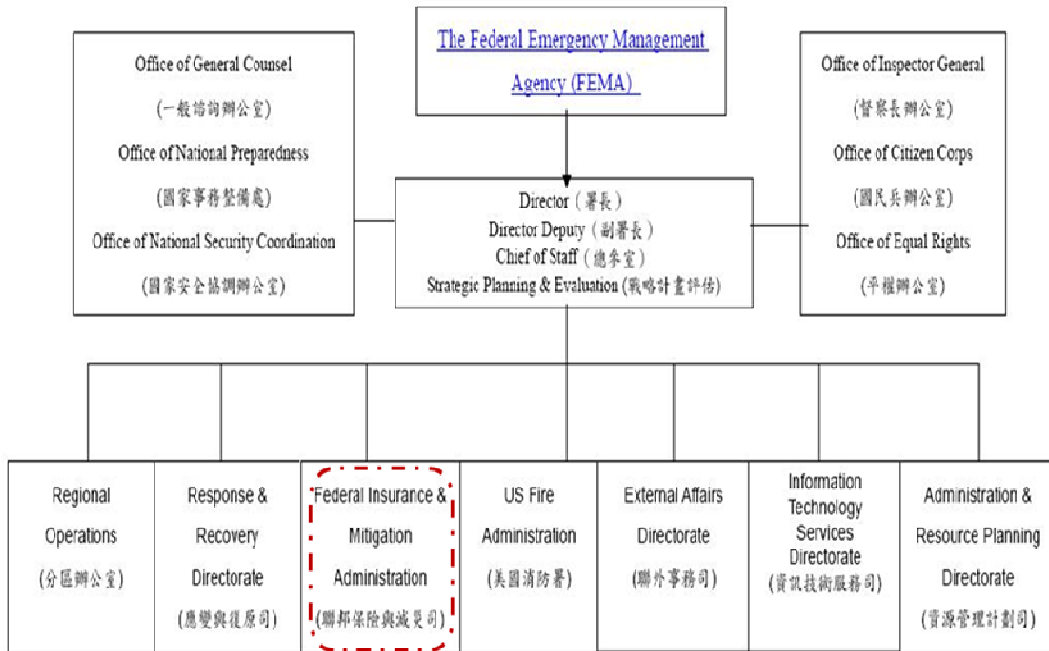 The Federal Emergency Management
Agency (FEMA)
Office of General Counsel
(一般諮詢辦公室)
Office of National Preparedness
(國家事務整備處)
Office of National Security Coordination
(國家安全協調辦公室)
Office of Inspector General
(督察長辦公室)
Office of Citizen Corps
(國民兵辦公室)
Office of Equal Rights
(平權辦公室)
Director (署長)
Director Deputy (副署長)
Chief of Staff (總參室)
Strategic Planning & Evaluation (戰略計畫評估)
Regional
Operations
(分區辦公室)
Response &
Recovery
Directorate
(應變與復原司)
Federal Insurance &
Mitigation
Administration
(聯邦保險與減災司)
US Fire
Administration
(美國消防署)
External Affairs
Directorate
(聯外事務司)
Information
Technology
Services
Directorate
(資訊技術服務司)
Administration &
Resource Planning
Directorate
(資源管理計劃司)